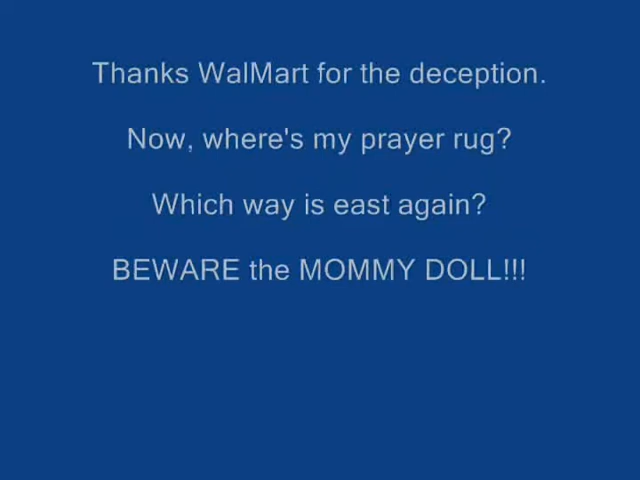 Thanks WalMart for the deception.
Now, where's my prayer rug?
Which way is east again?
BEWARE the MOMMY DOLL!!!